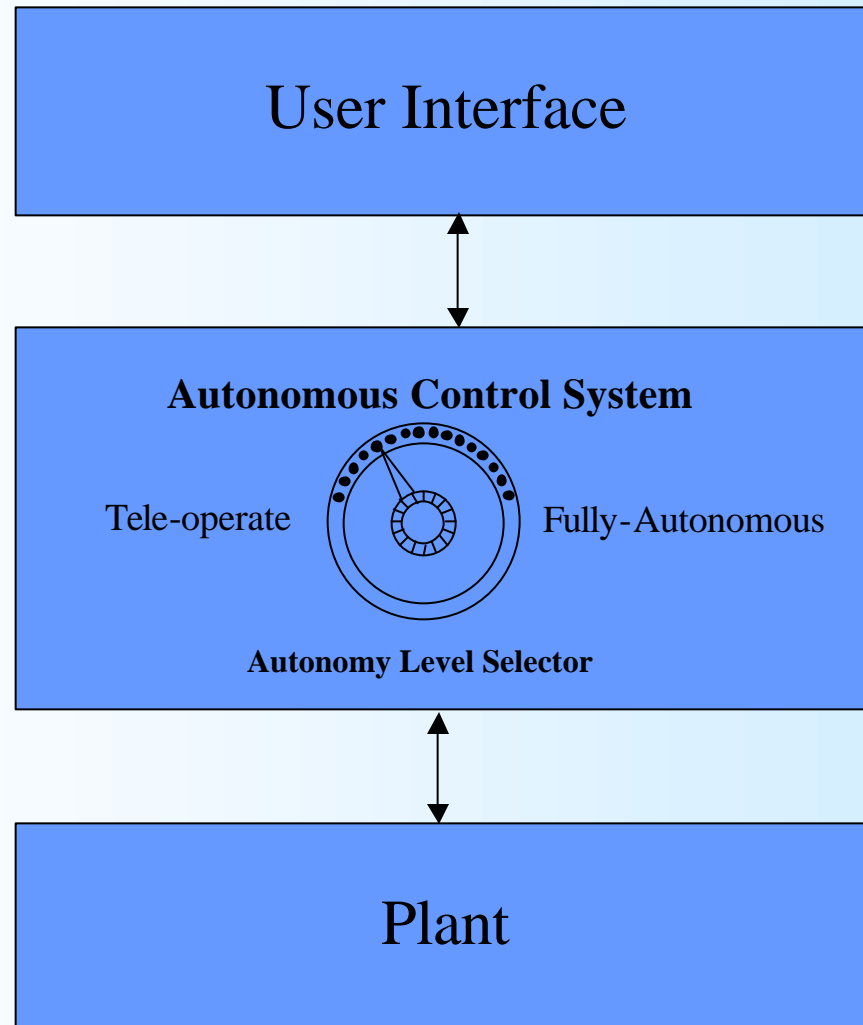 User Interface
Autonomous Control System
Tele-operate
Fully-Autonomous
Autonomy Level Selector
Plant